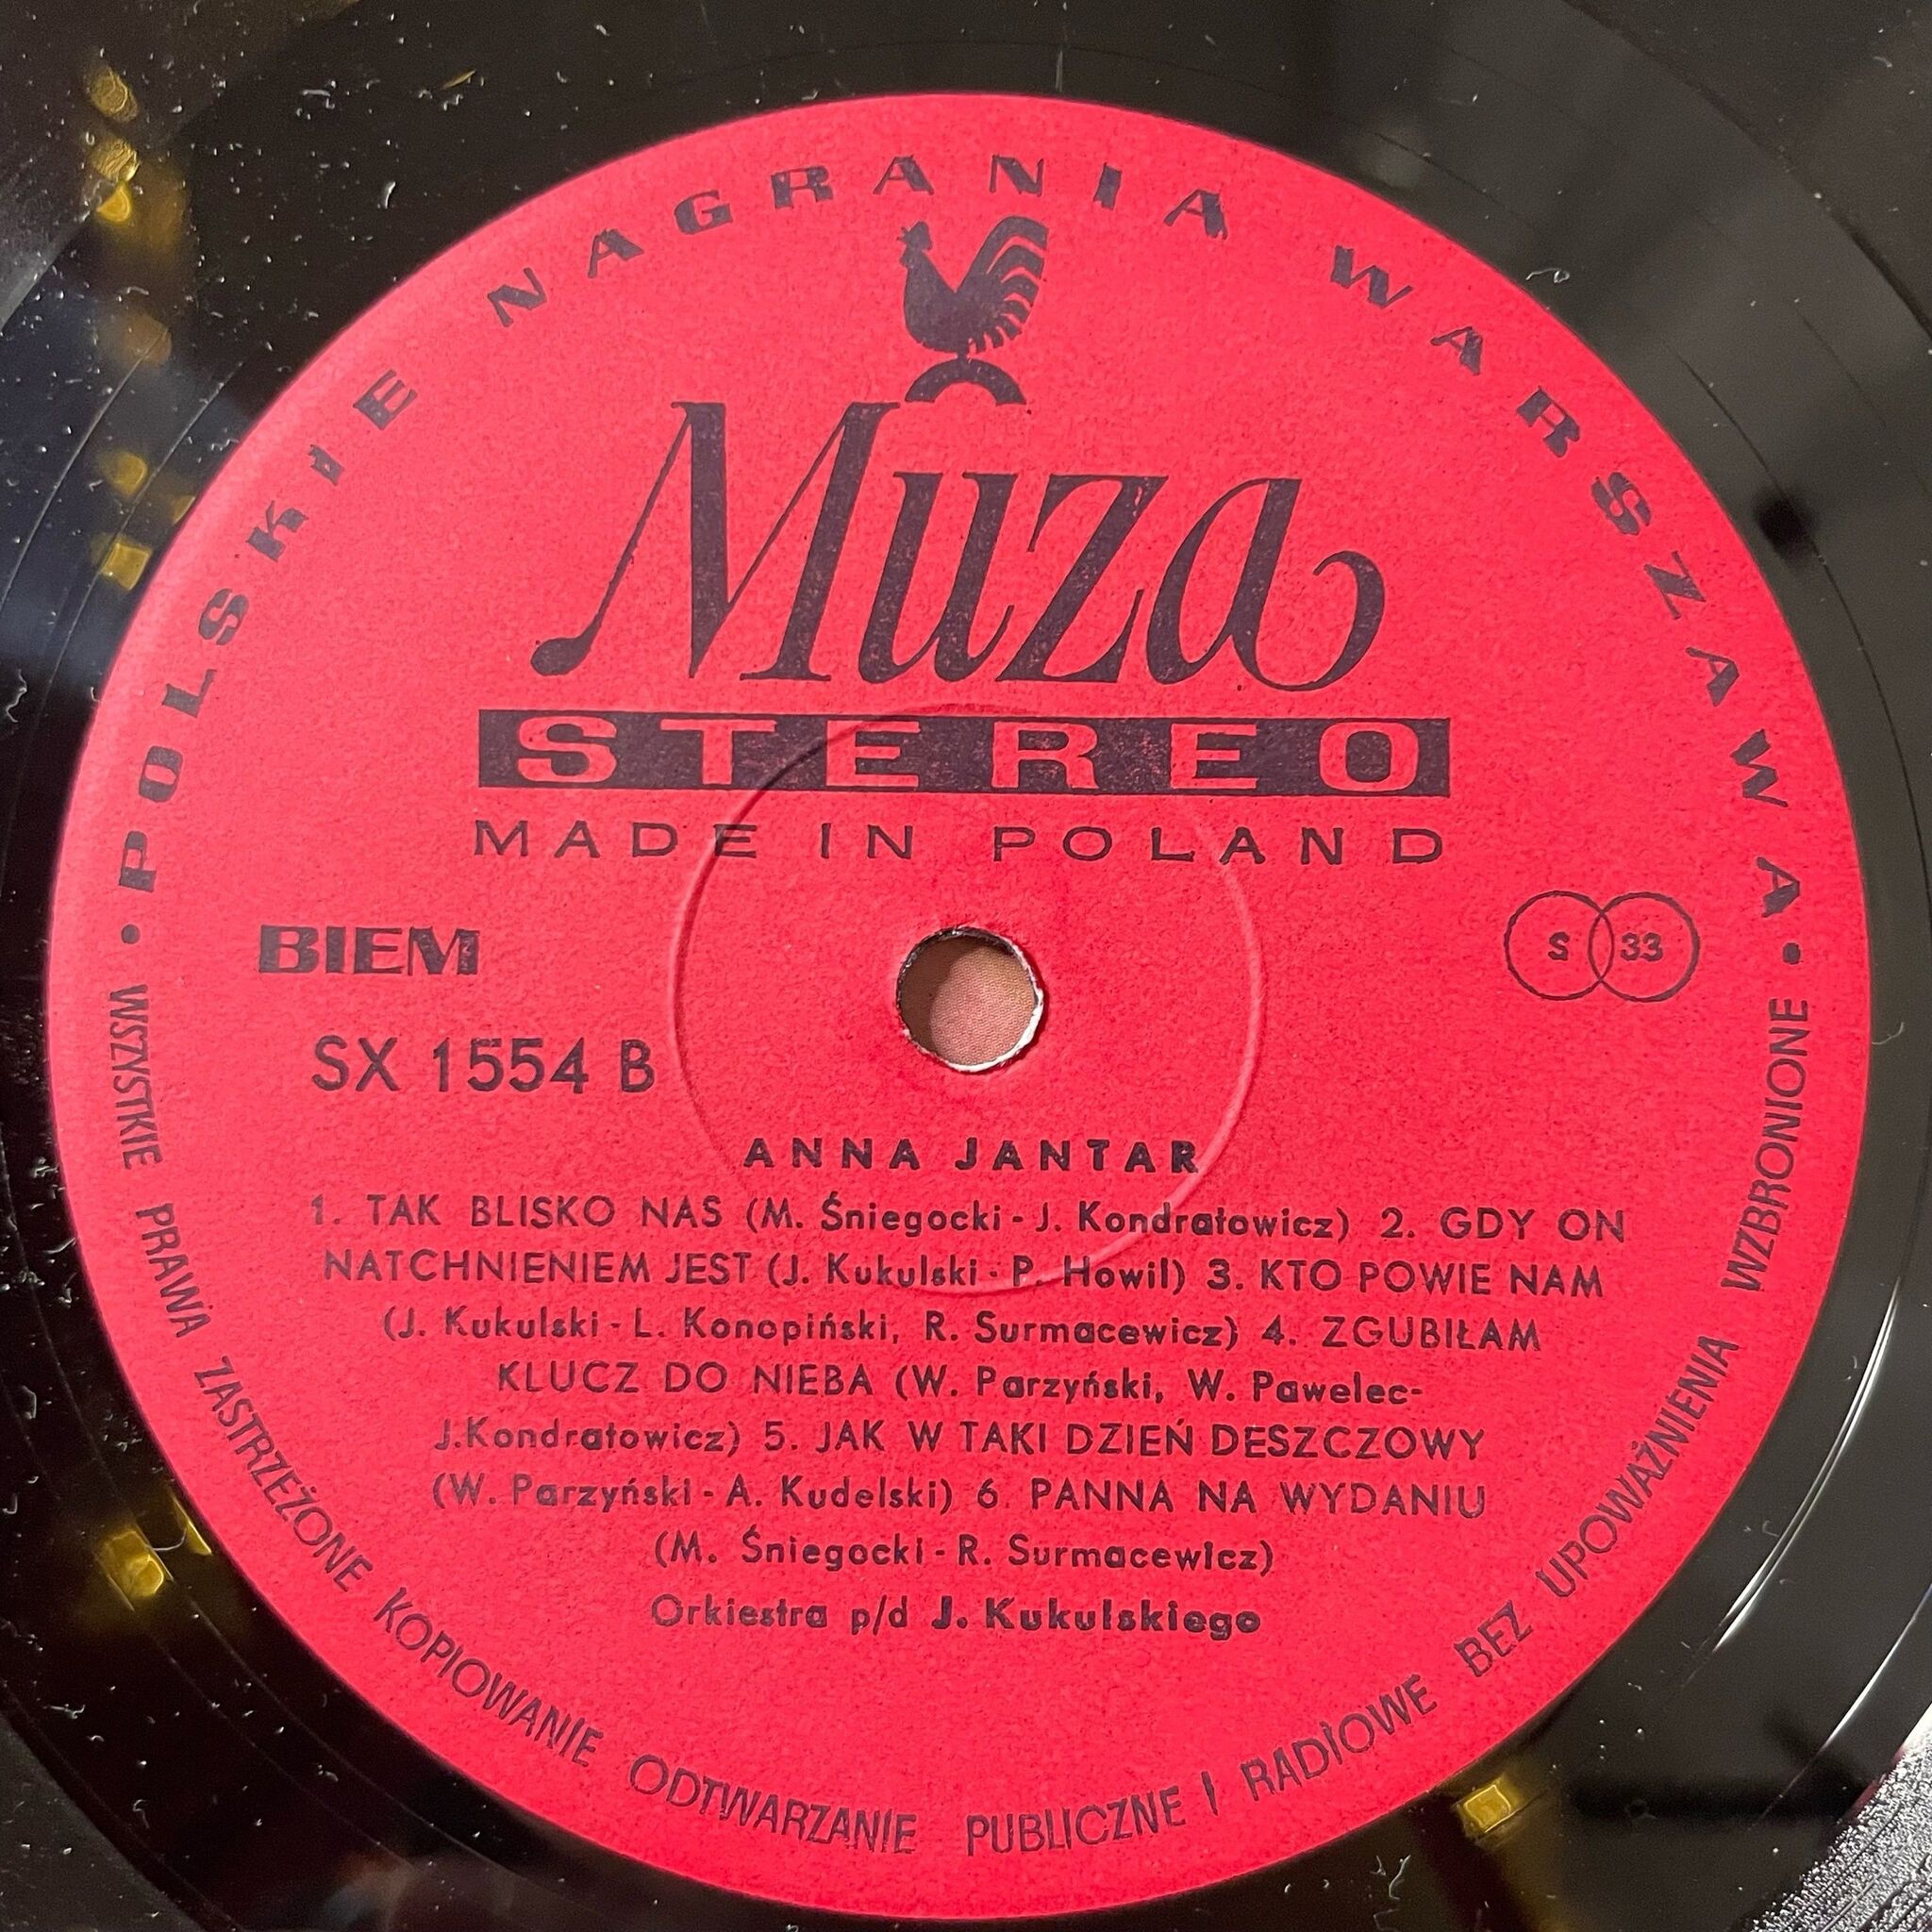 POLSKIE NAGRANIA WARSZAWA
Muza
STEREO
MADE IN POLAND
BIEM
S 33
SX 1554 B
ANNA JANTAR
1. TAK BLISKO NAS (M. Śniegocki - J. Kondratowicz) 2. GDY ON
NATCHNIENIEM JEST (J. Kukulski - P. Howil) 3. KTO POWIE NAM
(J. Kukulski - L. Konopiński, R. Surmacewicz) 4. ZGUBIŁAM
KLUCZ DO NIEBA (W. Parzyński, W. Pawelec-
J.Kondratowicz) 5. JAK W TAKI DZIEŃ DESZCZOWY
(W. Parzyński - A. Kudelski) 6. PANNA NA WYDANIU
(M. Śniegocki - R. Surmacewicz)
Orkiestra p/d J. Kukulskiego
• WSZYSTKIE PRAWA ZASTRZEŻONE KOPIOWANIE ODTWARZANIE PUBLICZNE I RADIOWE BEZ UPOWAŻNIENIA WZBRONIONE •